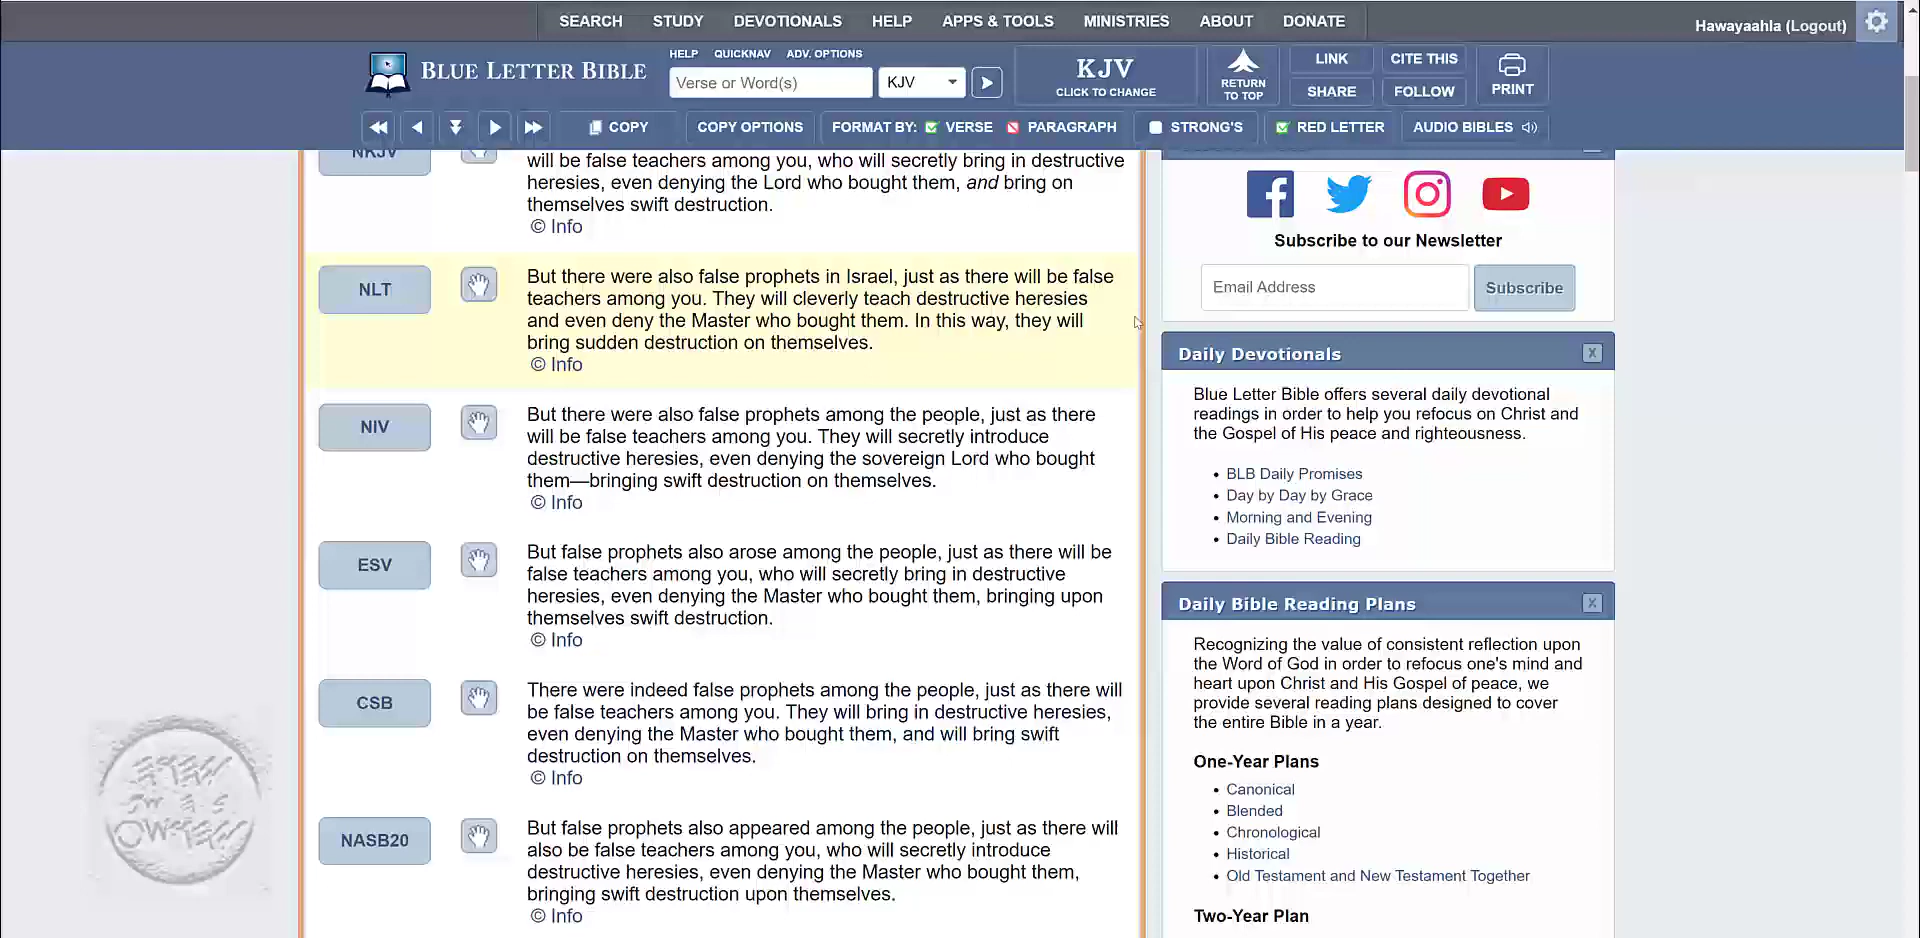 SEARCH STUDY DEVOTIONALS HELP APPS & TOOLS MINISTRIES ABOUT DONATE
Hawayaahla (Logout)
BLUE LETTER BIBLE
HELP QUICKNAV ADV. OPTIONS
Verse or Word(s)
KJV
KJV
CLICK TO CHANGE
RETURN
TO TOP
LINK
CITE THIS
SHARE
FOLLOW
PRINT
COPY
COPY OPTIONS
FORMAT BY: VERSE PARAGRAPH
STRONG'S
RED LETTER
AUDIO BIBLES
NKJV
will be false teachers among you, who will secretly bring in destructive
heresies, even denying the Lord who bought them, and bring on
themselves swift destruction.
© Info
NLT
But there were also false prophets in Israel, just as there will be false
teachers among you. They will cleverly teach destructive heresies
and even deny the Master who bought them. In this way, they will
bring sudden destruction on themselves.
© Info
NIV
But there were also false prophets among the people, just as there
will be false teachers among you. They will secretly introduce
destructive heresies, even denying the sovereign Lord who bought
them—bringing swift destruction on themselves.
© Info
ESV
But false prophets also arose among the people, just as there will be
false teachers among you, who will secretly bring in destructive
heresies, even denying the Master who bought them, bringing upon
themselves swift destruction.
© Info
CSB
There were indeed false prophets among the people, just as there will
be false teachers among you. They will bring in destructive heresies,
even denying the Master who bought them, and will bring swift
destruction on themselves.
© Info
NASB20
But false prophets also appeared among the people, just as there will
also be false teachers among you, who will secretly introduce
destructive heresies, even denying the Master who bought them,
bringing swift destruction upon themselves.
© Info
Subscribe to our Newsletter
Email Address
Subscribe
Daily Devotionals
X
Blue Letter Bible offers several daily devotional
readings in order to help you refocus on Christ and
the Gospel of His peace and righteousness.
• BLB Daily Promises
• Day by Day by Grace
• Morning and Evening
• Daily Bible Reading
Daily Bible Reading Plans
X
Recognizing the value of consistent reflection upon
the Word of God in order to refocus one's mind and
heart upon Christ and His Gospel of peace, we
provide several reading plans designed to cover
the entire Bible in a year.
One-Year Plans
• Canonical
• Blended
• Chronological
• Historical
• Old Testament and New Testament Together
Two-Year Plan